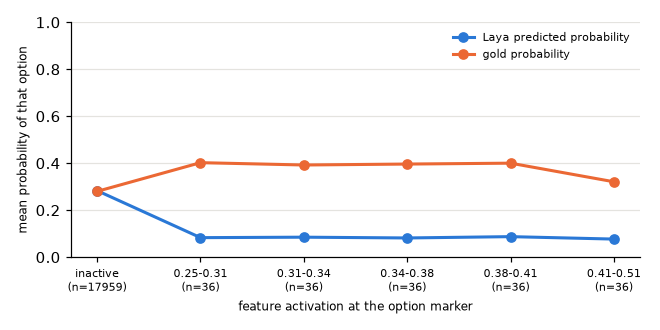 mean probability of that option
1.0
0.8
0.6
0.4
0.2
0.0
Laya predicted probability
gold probability
inactive
(n=17959)
0.25-0.31
(n=36)
0.31-0.34
(n=36)
0.34-0.38
(n=36)
0.38-0.41
(n=36)
0.41-0.51
(n=36)
feature activation at the option marker